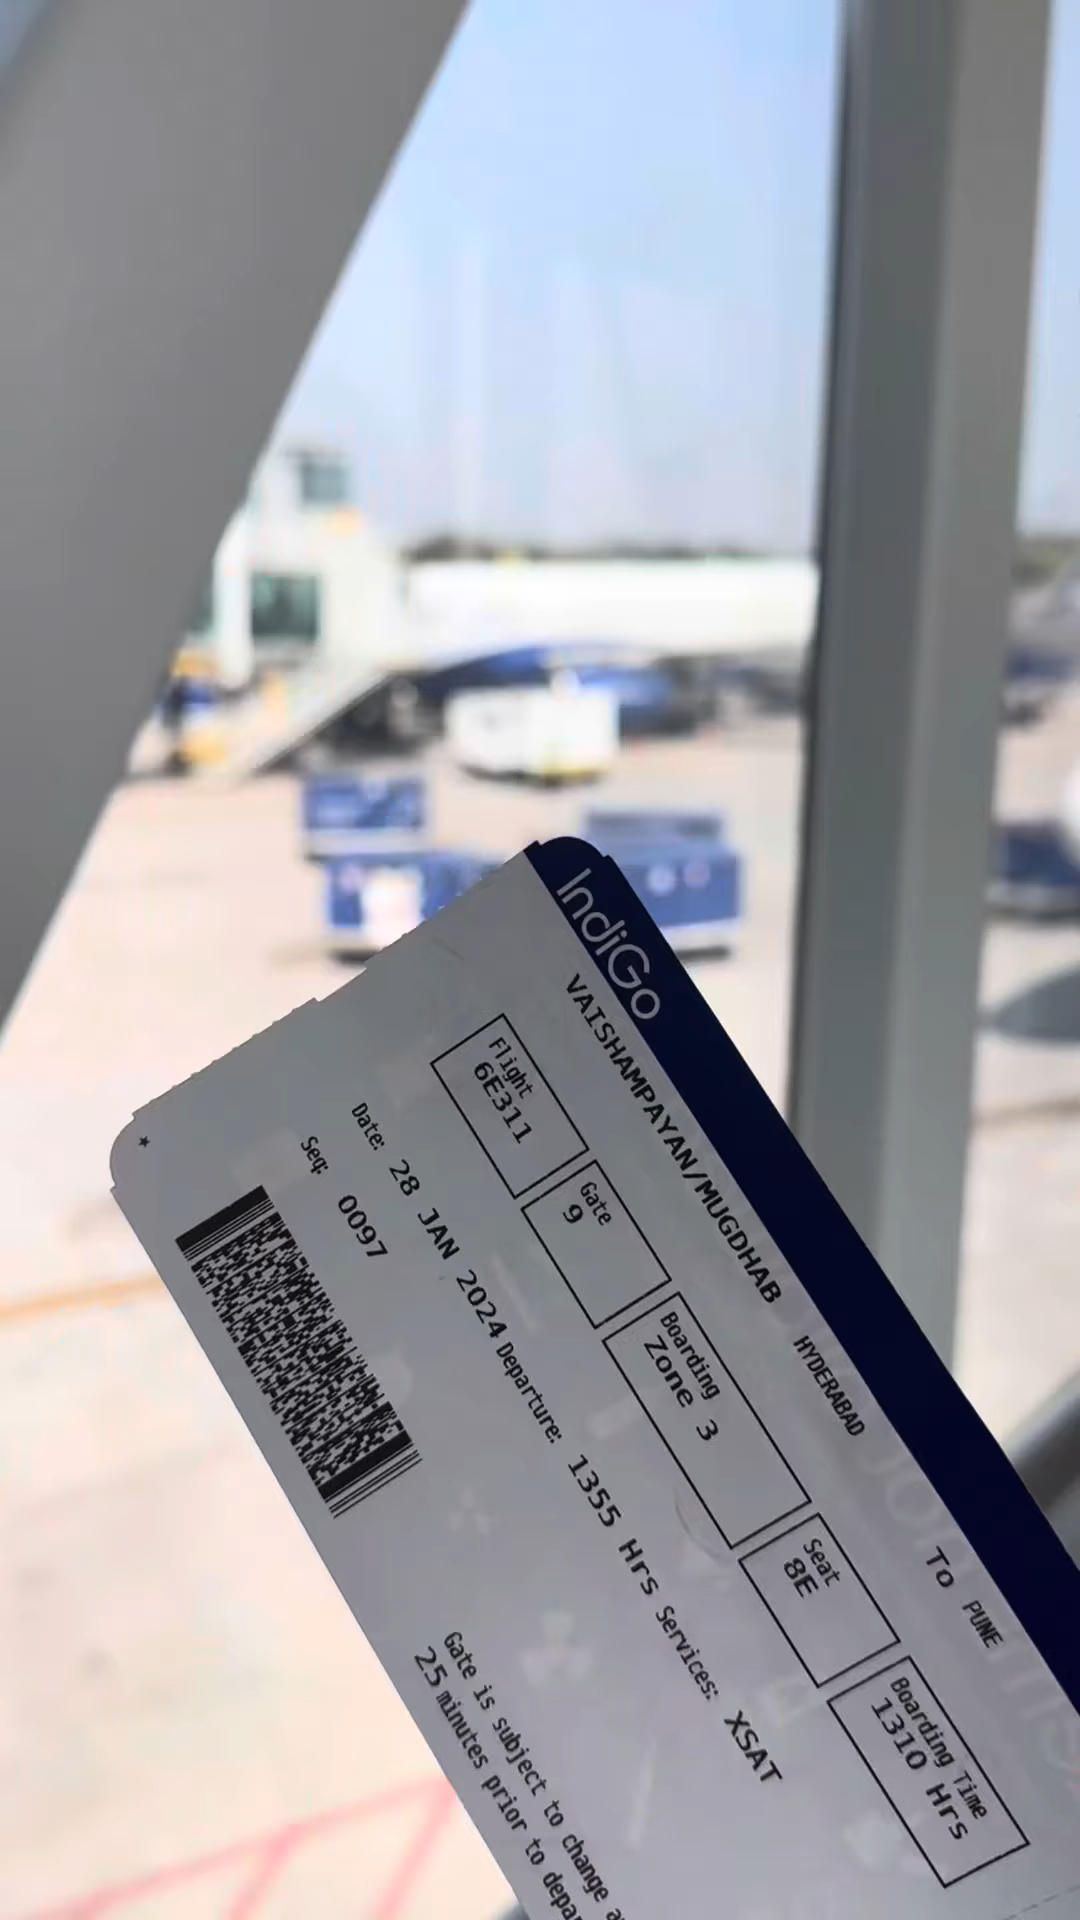 IndiGo
VAISHAMPAYAN/MUGDHAB HYDERABAD To PUNE
Flight
6E311
Gate
9
Boarding
Zone 3
Seat
8E
Boarding Time
1310 Hrs
Date: 28 JAN 2024 Departure: 1355 Hrs Services: XSAT
Seq: 0097
Gate is subject to change
25 minutes prior to